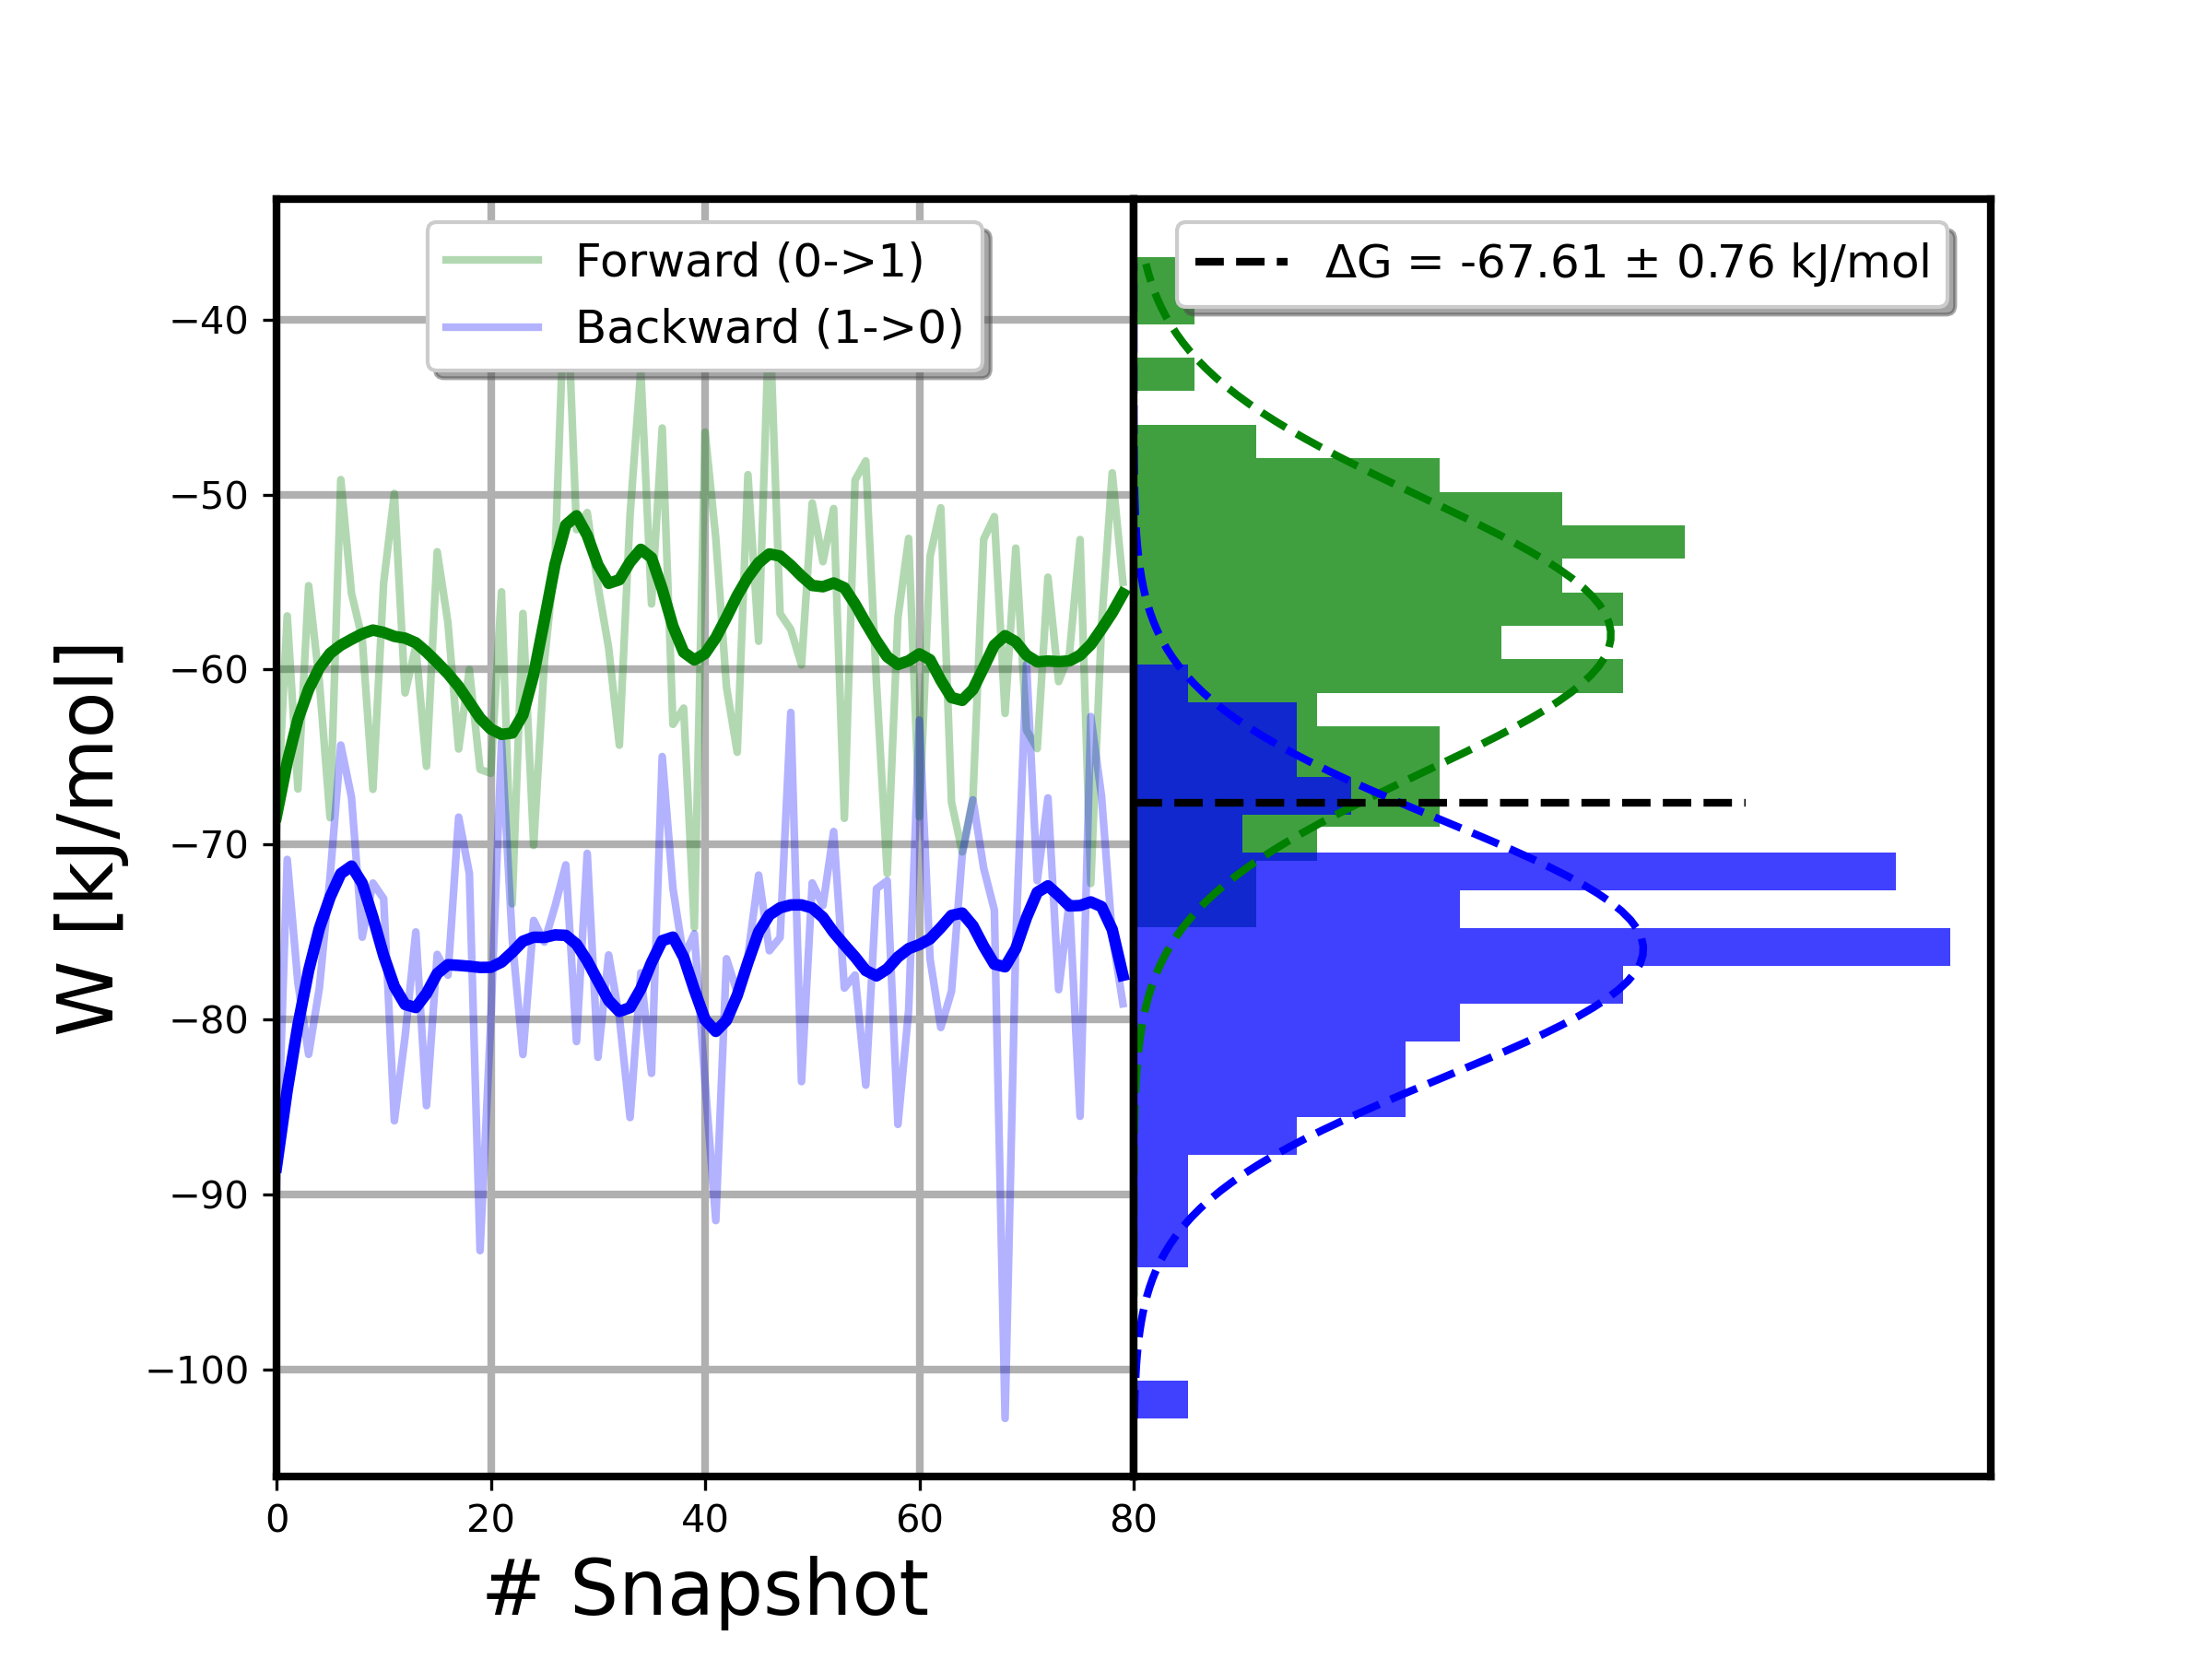 Forward (0->1)
Backward (1->0)
ΔG = -67.61 ± 0.76 kJ/mol
W [kJ/mol]
−40
−50
−60
−70
−80
−90
−100
0 20 40 60 80
# Snapshot